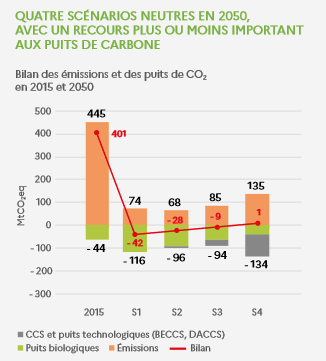 QUATRE SCÉNARIOS NEUTRES EN 2050,
AVEC UN RECOURS PLUS OU MOINS IMPORTANT
AUX PUITS DE CARBONE
Bilan des émissions et des puits de CO₂
en 2015 et 2050
MtCO₂eq
500
400
300
200
100
0
- 100
- 200
- 300
445
401
- 44
74
- 42
- 116
68
- 28
- 96
85
- 9
- 94
135
1
- 134
2015 S1 S2 S3 S4
CCS et puits technologiques (BECCS, DACCS)
Puits biologiques Émissions Bilan